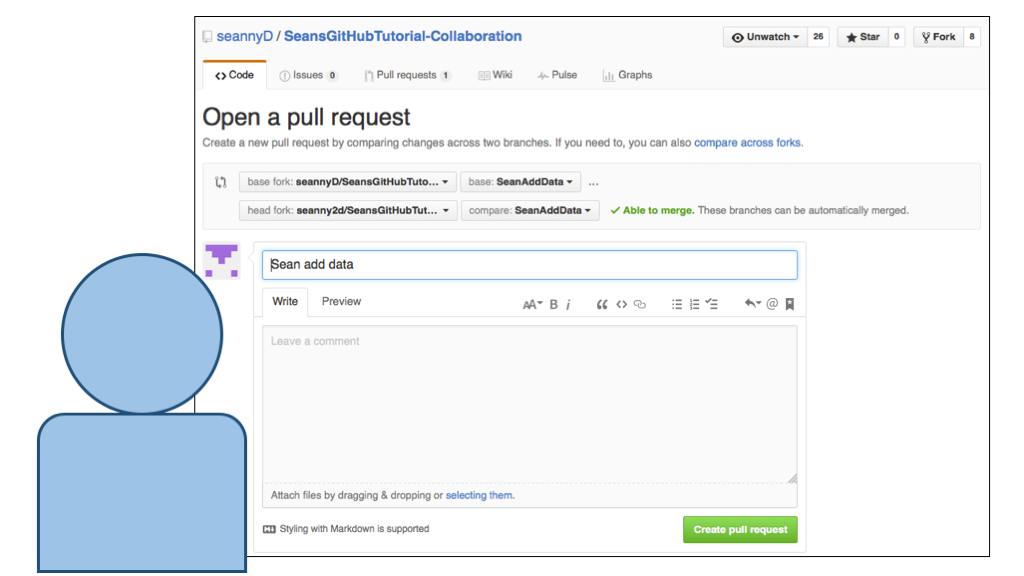 seannyD / SeansGitHubTutorial-Collaboration Unwatch 26 Star 0 Fork 8
Code Issues 0 Pull requests 1 Wiki Pulse Graphs
Open a pull request
Create a new pull request by comparing changes across two branches. If you need to, you can also compare across forks.
base fork: seannyD/SeansGitHubTuto... base: SeanAddData ...
head fork: seanny2d/SeansGitHubTut... compare: SeanAddData Able to merge. These branches can be automatically merged.
Sean add data
Write Preview AA B i @
Leave a comment
Attach files by dragging & dropping or selecting them.
Styling with Markdown is supported Create pull request